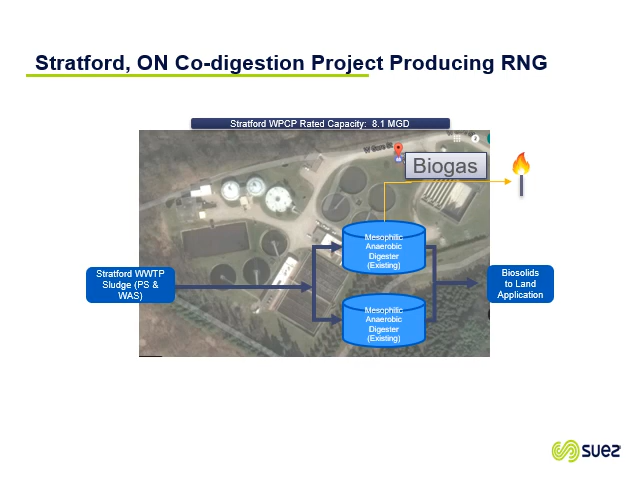 Stratford, ON Co-digestion Project Producing RNG
Stratford WPCP Rated Capacity: 8.1 MGD
Biogas
Mesophilic
Anaerobic
Digester
(Existing)
Stratford WWTP
Sludge (PS &
WAS)
Biosolids
to Land
Application
Mesophilic
Anaerobic
Digester
(Existing)
suez